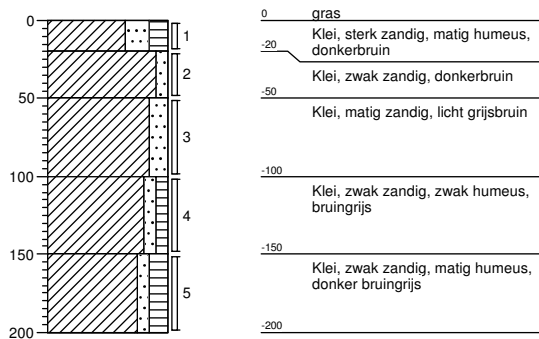 0
50
100
150
200
1
2
3
4
5
0
gras
Klei, sterk zandig, matig humeus,
donkerbruin
-20
Klei, zwak zandig, donkerbruin
-50
Klei, matig zandig, licht grijsbruin
-100
Klei, zwak zandig, zwak humeus,
bruingrijs
-150
Klei, zwak zandig, matig humeus,
donker bruingrijs
-200